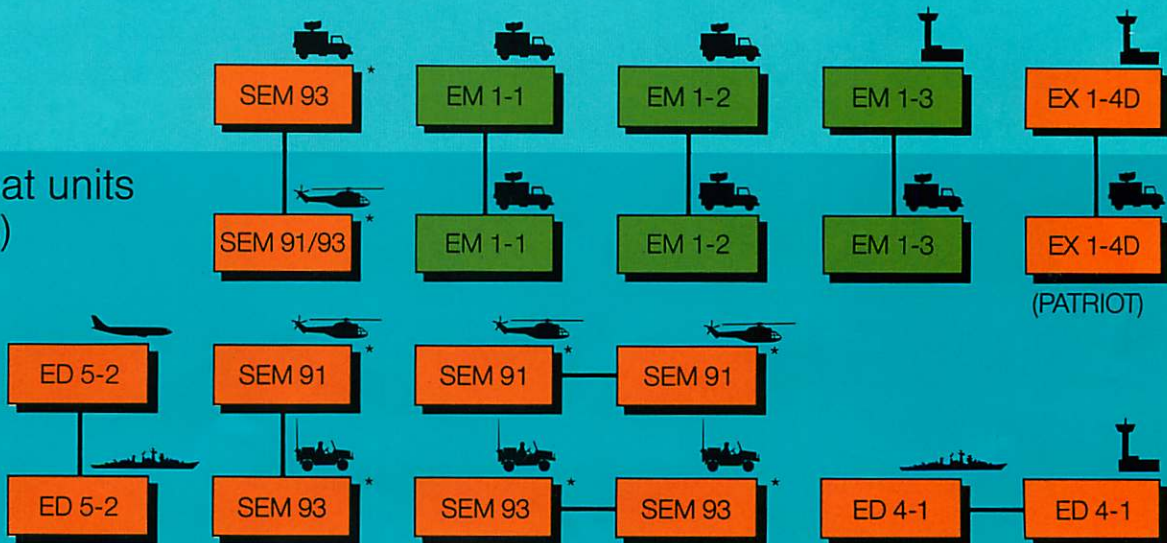 SEM 93 * EM 1-1 EM 1-2 EM 1-3 EX 1-4D
at units
)
SEM 91/93 * EM 1-1 EM 1-2 EM 1-3 EX 1-4D
(PATRIOT)
ED 5-2 SEM 91 * SEM 91 * SEM 91 *
ED 5-2 SEM 93 * SEM 93 * SEM 93 * ED 4-1 ED 4-1